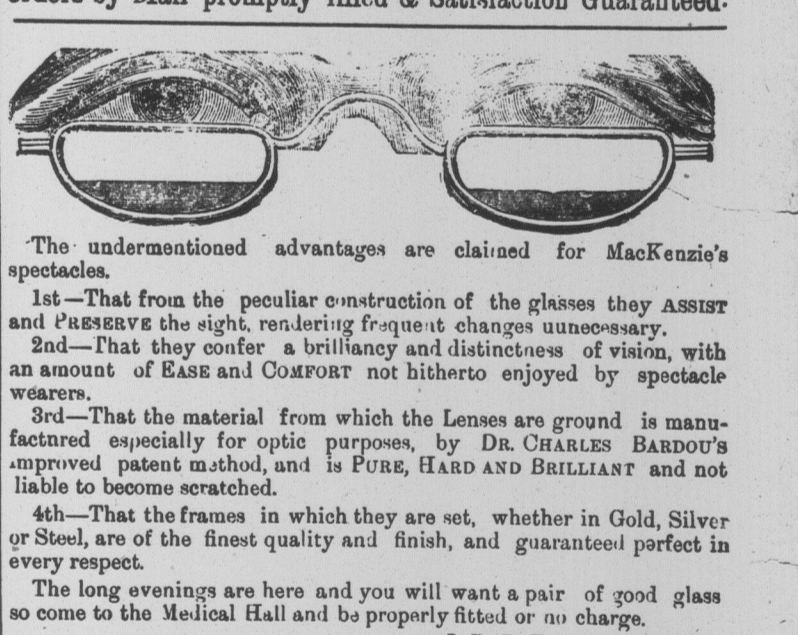 orders by Mail promptly filled & Satisfaction Guaranteed.
The undermentioned advantages are claimed for MacKenzie's
spectacles.
1st—That from the peculiar construction of the glasses they ASSIST
and PRESERVE the sight, rendering frequent changes uunecessary.
2nd—That they confer a brilliancy and distinctness of vision, with
an amount of EASE and COMFORT not hitherto enjoyed by spectacle
wearers.
3rd—That the material from which the Lenses are ground is manu-
factnred especially for optic purposes, by DR. CHARLES BARDOU'S
improved patent method, and is PURE, HARD AND BRILLIANT and not
liable to become scratched.
4th—That the frames in which they are set, whether in Gold, Silver
or Steel, are of the finest quality and finish, and guaranteed perfect in
every respect.
The long evenings are here and you will want a pair of good glass
so come to the Medical Hall and be properly fitted or no charge.